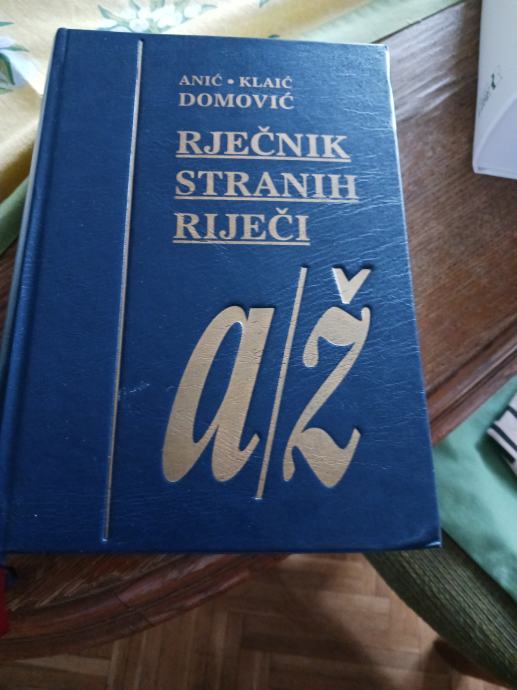 ANIĆ • KLAIĆ
DOMOVIĆ
RJEČNIK
STRANIH
RIJEČI
a/ž